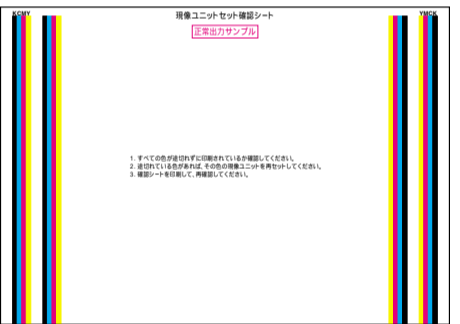 KCMY
現像ユニットセット確認シート
YMCK
正常出力サンプル
1. すべての色が途切れずに印刷されているか確認してください。
2. 途切れている色があれば、その色の現像ユニットを再セットしてください。
3. 確認シートを印刷して、再確認してください。